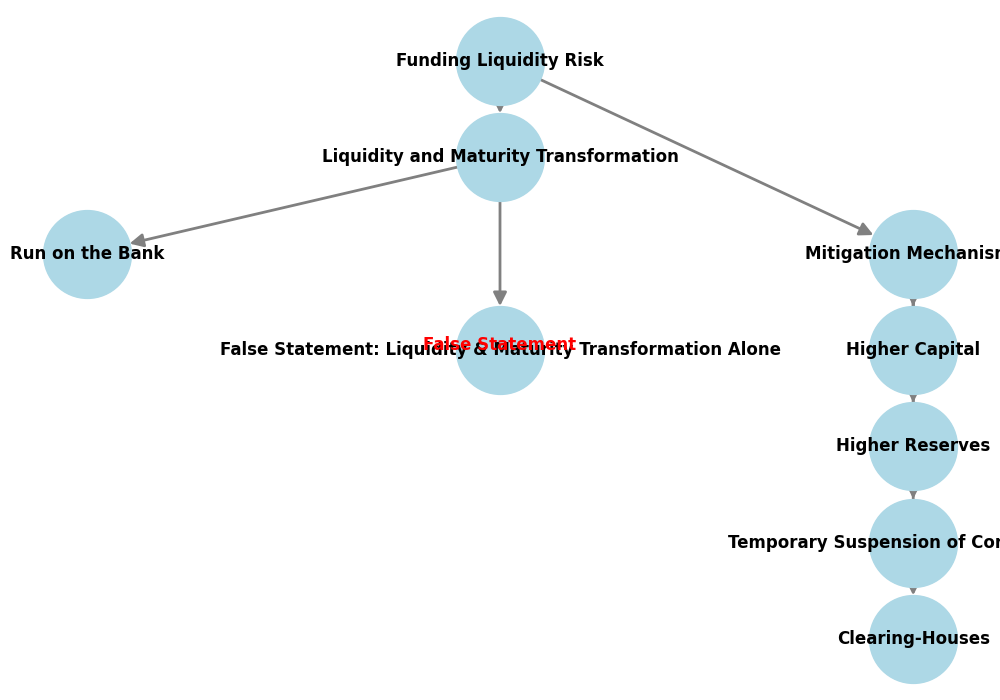 Funding Liquidity Risk
Liquidity and Maturity Transformation
Run on the Bank
Mitigation Mechanism
False Statement
False Statement: Liquidity & Maturity Transformation Alone
Higher Capital
Higher Reserves
Temporary Suspension of Con
Clearing-Houses